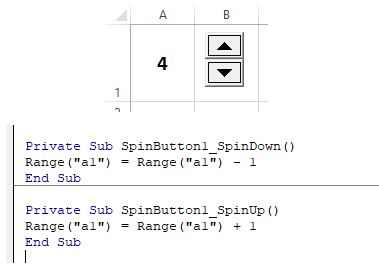 A B
4
1
2
Private Sub SpinButton1_SpinDown()
Range("a1") = Range("a1") - 1
End Sub
Private Sub SpinButton1_SpinUp()
Range("a1") = Range("a1") + 1
End Sub